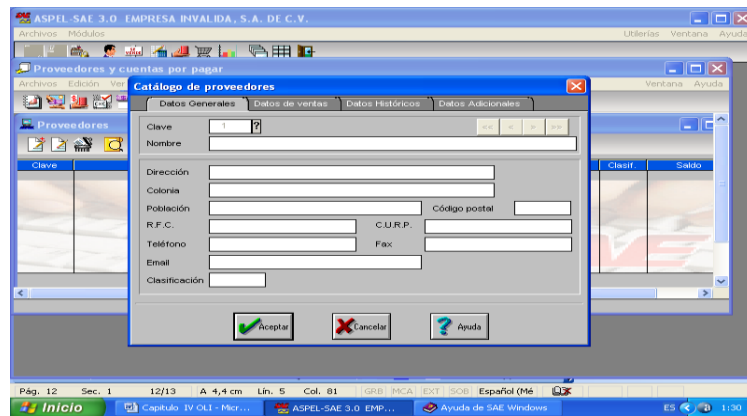 ASPEL-SAE 3.0 EMPRESA INVALIDA, S.A. DE C.V.
Archivos Módulos Utilerías Ventana Ayuda
Proveedores y cuentas por pagar
Archivos Edición Ver Ventana Ayuda
Catálogo de proveedores
Datos Generales Datos de ventas Datos Históricos Datos Adicionales
Proveedores
Clave 1 ? << < > >>
Nombre
Clave Clasif. Saldo
Dirección
Colonia
Población Código postal
R.F.C. C.U.R.P.
Teléfono Fax
Email
Clasificación
Aceptar Cancelar Ayuda
Pág. 12 Sec. 1 12/13 A 4,4 cm Lín. 5 Col. 81 GRB MCA EXT SOB Español (Mé
Inicio Capitulo IV OLI - Micr... ASPEL-SAE 3.0 EMP... Ayuda de SAE Windows ES 1:30